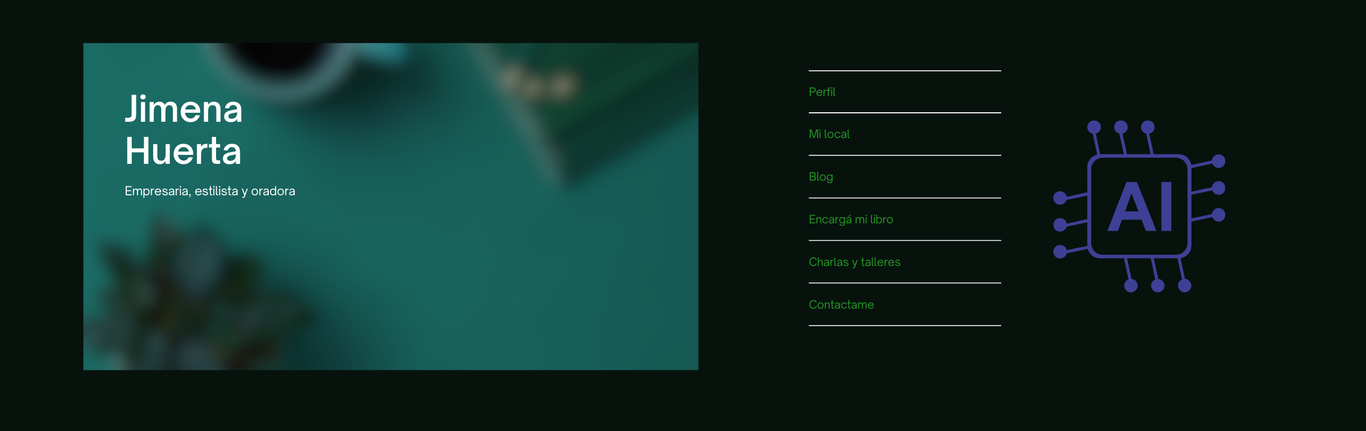 Jimena
Huerta
Empresaria, estilista y oradora
Perfil
Mi local
Blog
Encargá mi libro
Charlas y talleres
Contactame
AI